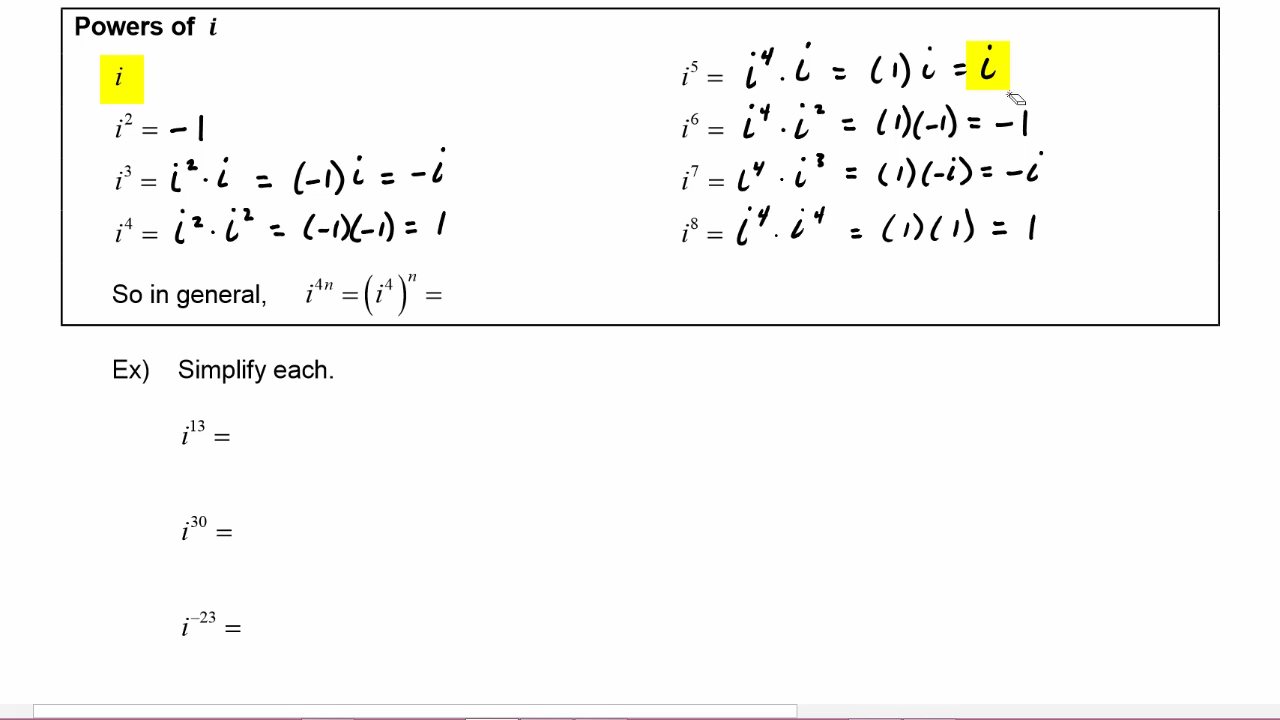 Powers of i
i
i² = -1
i³ = i² · i = (-1)i = -i
i⁴ = i² · i² = (-1)(-1) = 1
i⁵ = i⁴ · i = (1)i = i
i⁶ = i⁴ · i² = (1)(-1) = -1
i⁷ = i⁴ · i³ = (1)(-i) = -i
i⁸ = i⁴ · i⁴ = (1)(1) = 1
So in general, i⁴ⁿ = (i⁴)ⁿ =
Ex) Simplify each.
i¹³ =
i³⁰ =
i⁻²³ =